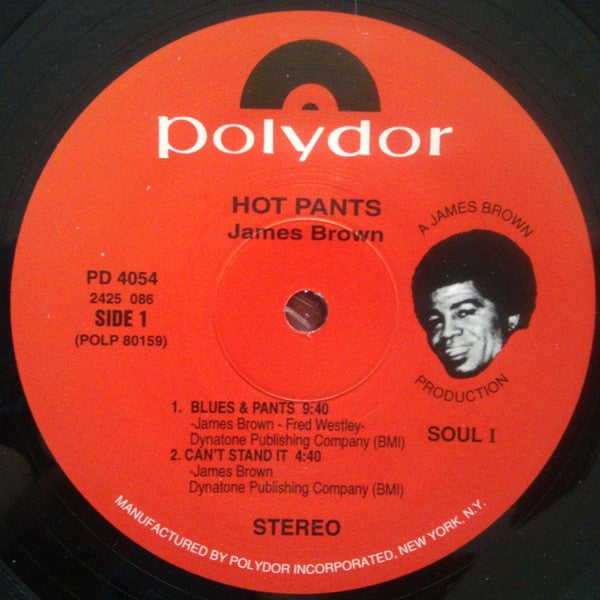 polydor
HOT PANTS
James Brown
A JAMES BROWN
PRODUCTION
PD 4054
2425 086
SIDE 1
(POLP 80159)
1. BLUES & PANTS 9:40
-James Brown - Fred Westley-
Dynatone Publishing Company (BMI)
2. CAN'T STAND IT 4:40
-James Brown
Dynatone Publishing Company (BMI)
SOUL I
STEREO
MANUFACTURED BY POLYDOR INCORPORATED, NEW YORK, N.Y.